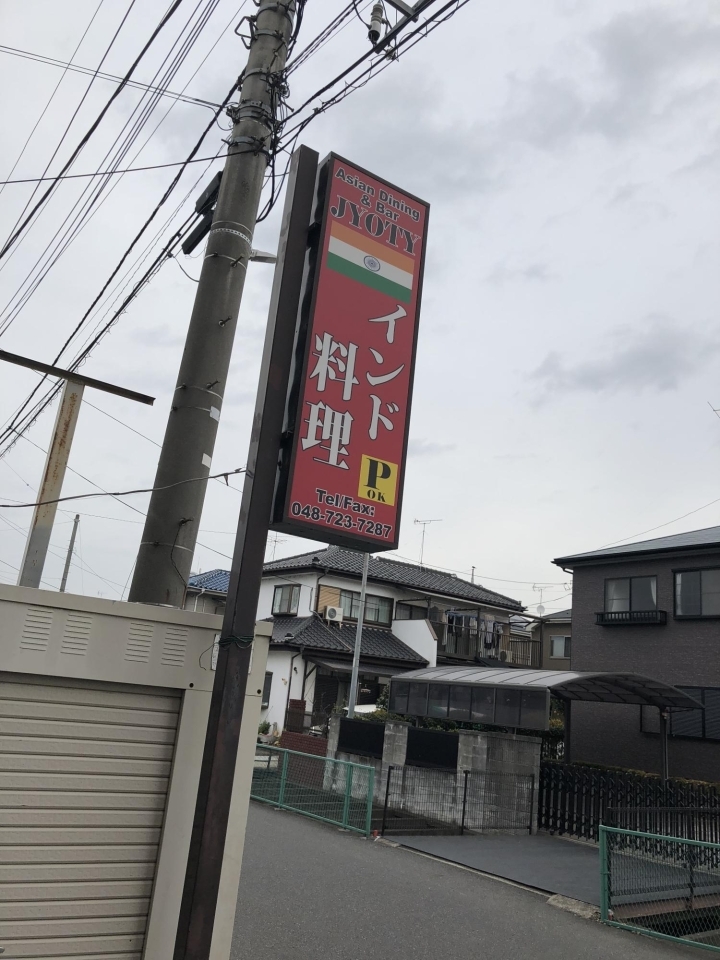 Asian Dining
& Bar
JYOTY
インド
料理
P
OK
Tel/Fax:
048-723-7287